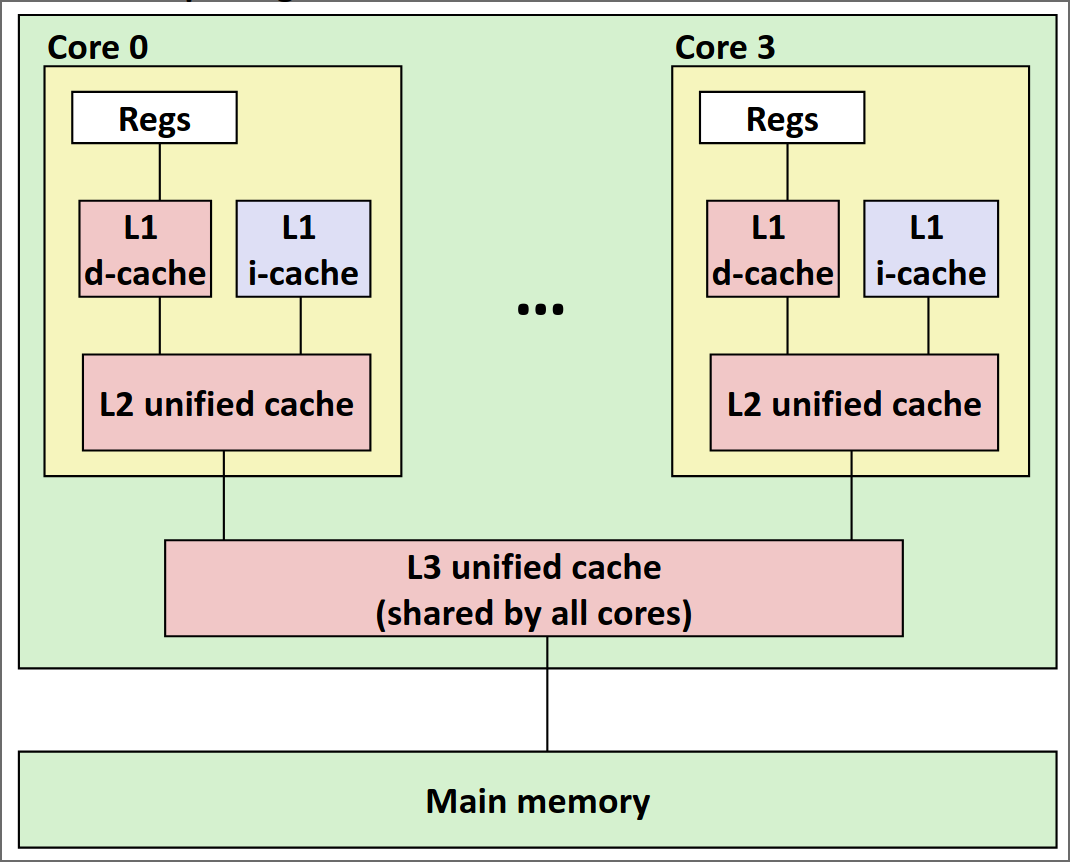 Core 0
Regs
L1
d-cache
L1
i-cache
L2 unified cache
...
Core 3
Regs
L1
d-cache
L1
i-cache
L2 unified cache
L3 unified cache
(shared by all cores)
Main memory